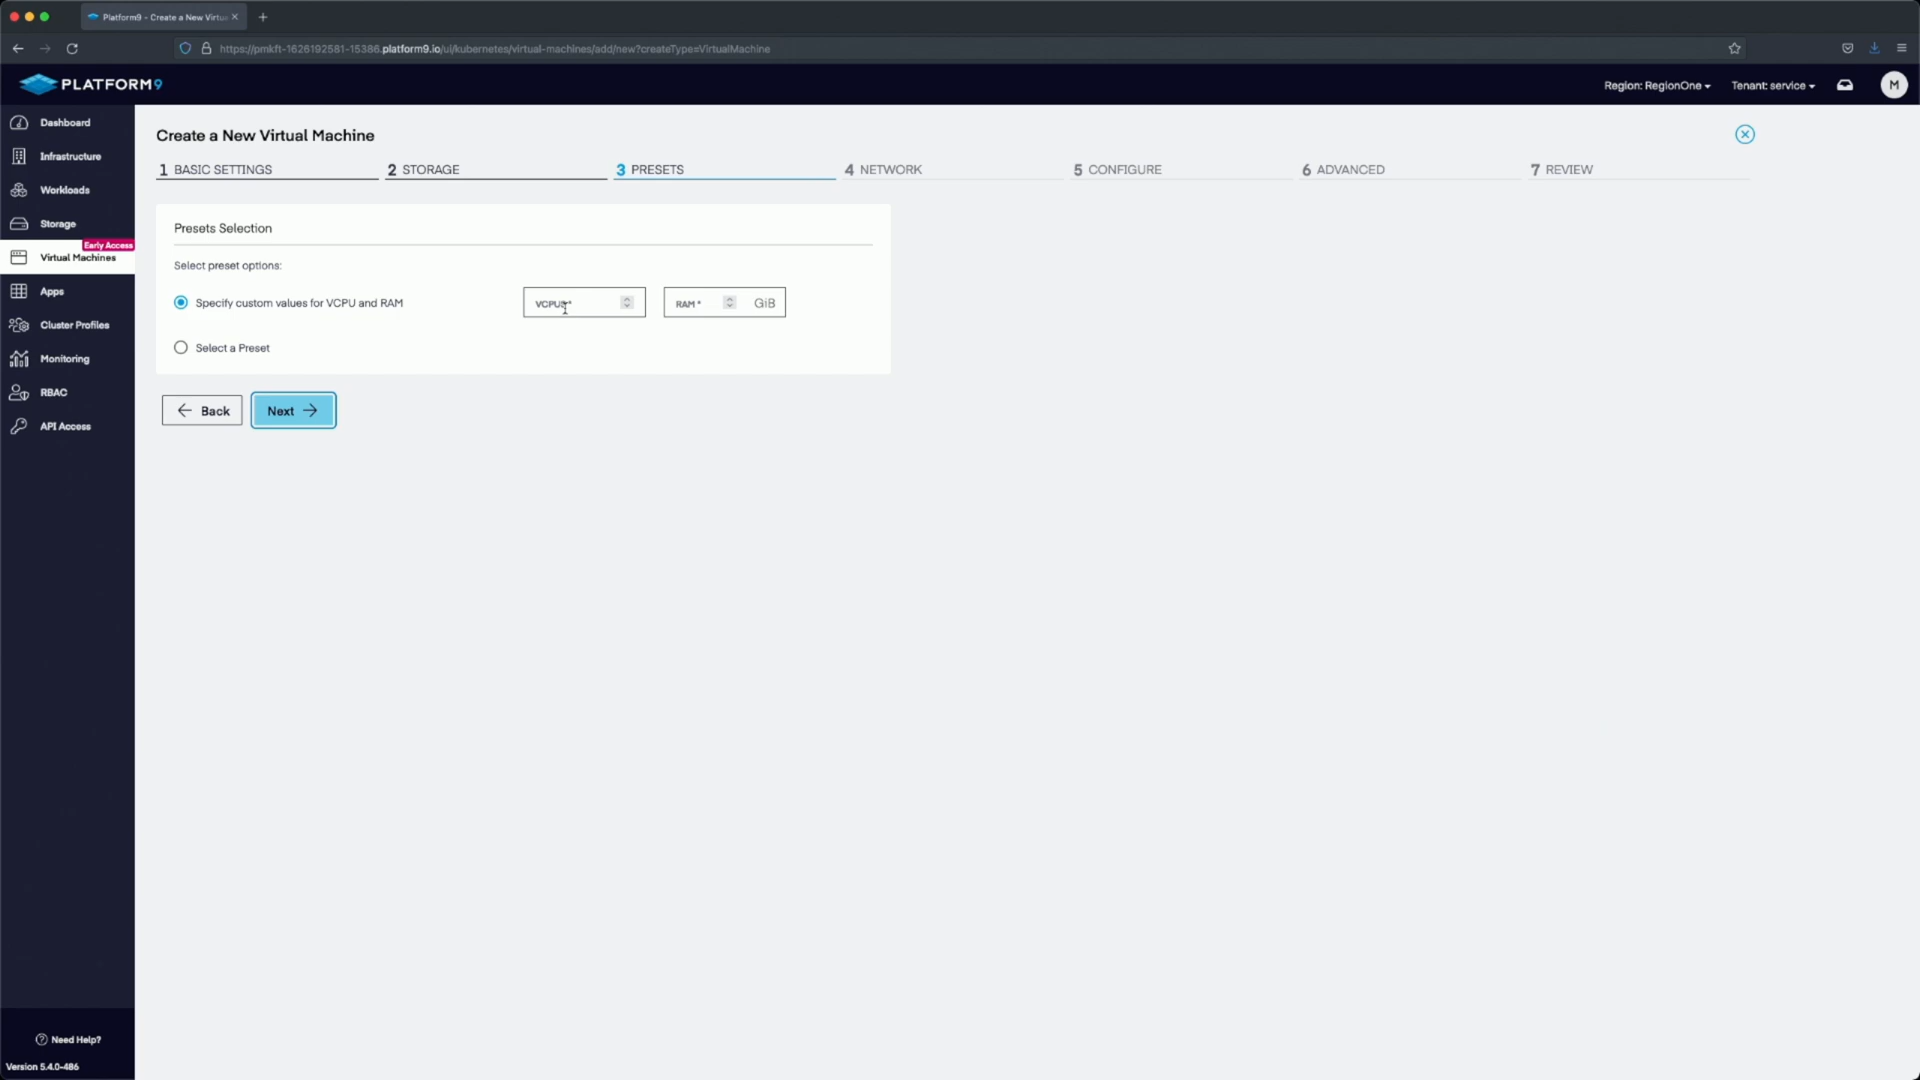 Platform9 - Create a New Virtu
https://pmkft-1626192581-15386.platform9.io/ui/kubernetes/virtual-machines/add/new?createType=VirtualMachine
PLATFORM9
Region: RegionOne
Tenant: service
M
Dashboard
Infrastructure
Workloads
Storage
Early Access
Virtual Machines
Apps
Cluster Profiles
Monitoring
RBAC
API Access
Create a New Virtual Machine
1 BASIC SETTINGS
2 STORAGE
3 PRESETS
4 NETWORK
5 CONFIGURE
6 ADVANCED
7 REVIEW
Presets Selection
Select preset options:
Specify custom values for VCPU and RAM
VCPUs*
RAM *
GiB
Select a Preset
Back
Next
Need Help?
Version 5.4.0-486